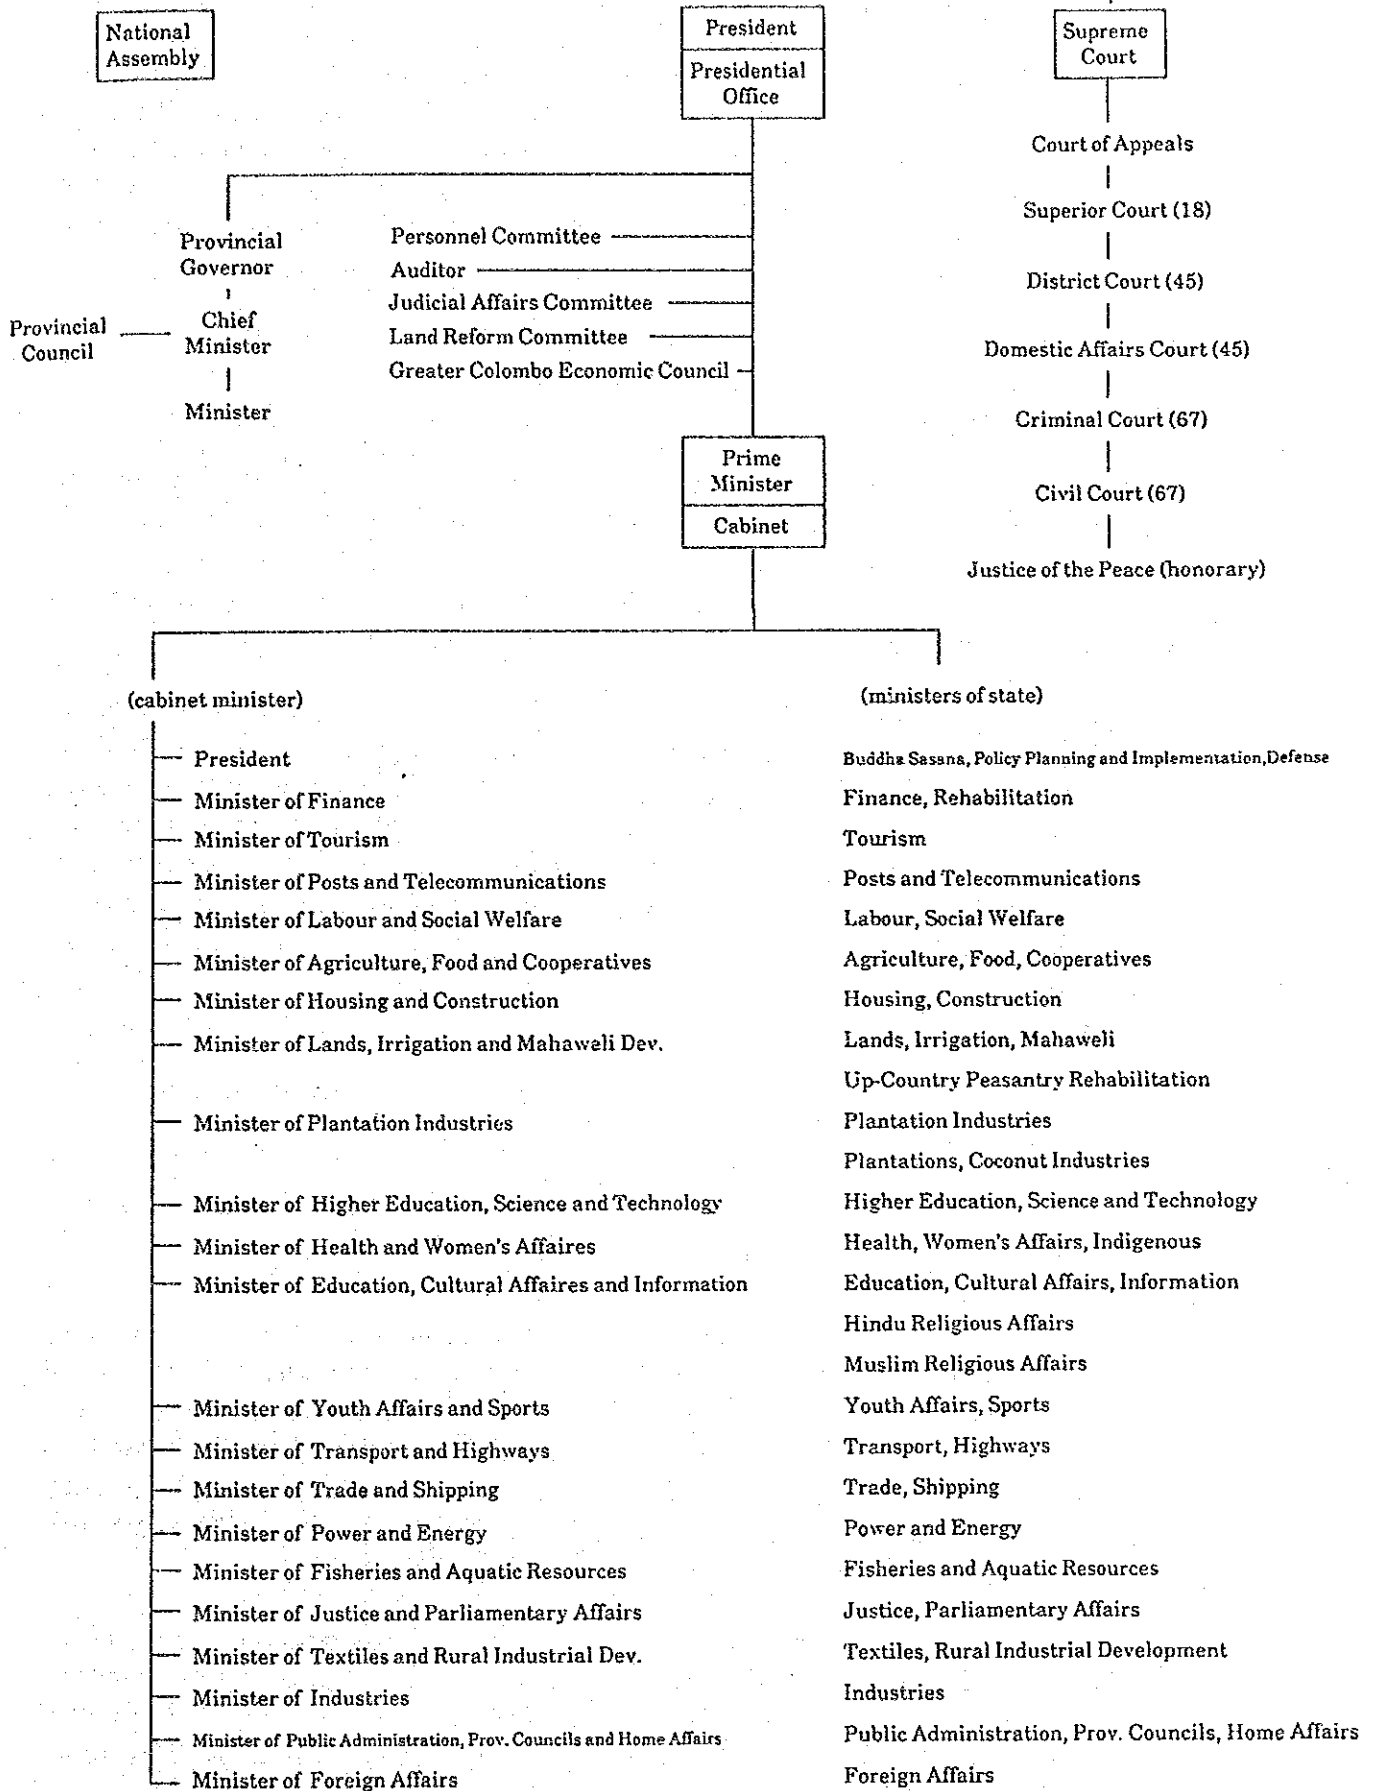 National
Assembly
President
Presidential
Office
Supreme
Court
Court of Appeals
Superior Court (18)
District Court (45)
Domestic Affairs Court (45)
Criminal Court (67)
Civil Court (67)
Justice of the Peace (honorary)
Provincial
Governor
Chief
Minister
Minister
Provincial
Council
Personnel Committee
Auditor
Judicial Affairs Committee
Land Reform Committee
Greater Colombo Economic Council
Prime
Minister
Cabinet
(cabinet minister)
(ministers of state)
President
Buddha Sasana, Policy Planning and Implementation,Defense
Minister of Finance
Finance, Rehabilitation
Minister of Tourism
Tourism
Minister of Posts and Telecommunications
Posts and Telecommunications
Minister of Labour and Social Welfare
Labour, Social Welfare
Minister of Agriculture, Food and Cooperatives
Agriculture, Food, Cooperatives
Minister of Housing and Construction
Housing, Construction
Minister of Lands, Irrigation and Mahaweli Dev.
Lands, Irrigation, Mahaweli
Up-Country Peasantry Rehabilitation
Minister of Plantation Industries
Plantation Industries
Plantations, Coconut Industries
Minister of Higher Education, Science and Technology
Higher Education, Science and Technology
Minister of Health and Women's Affaires
Health, Women's Affairs, Indigenous
Minister of Education, Cultural Affaires and Information
Education, Cultural Affairs, Information
Hindu Religious Affairs
Muslim Religious Affairs
Minister of Youth Affairs and Sports
Youth Affairs, Sports
Minister of Transport and Highways
Transport, Highways
Minister of Trade and Shipping
Trade, Shipping
Minister of Power and Energy
Power and Energy
Minister of Fisheries and Aquatic Resources
Fisheries and Aquatic Resources
Minister of Justice and Parliamentary Affairs
Justice, Parliamentary Affairs
Minister of Textiles and Rural Industrial Dev.
Textiles, Rural Industrial Development
Minister of Industries
Industries
Minister of Public Administration, Prov. Councils and Home Affairs
Public Administration, Prov. Councils, Home Affairs
Minister of Foreign Affairs
Foreign Affairs